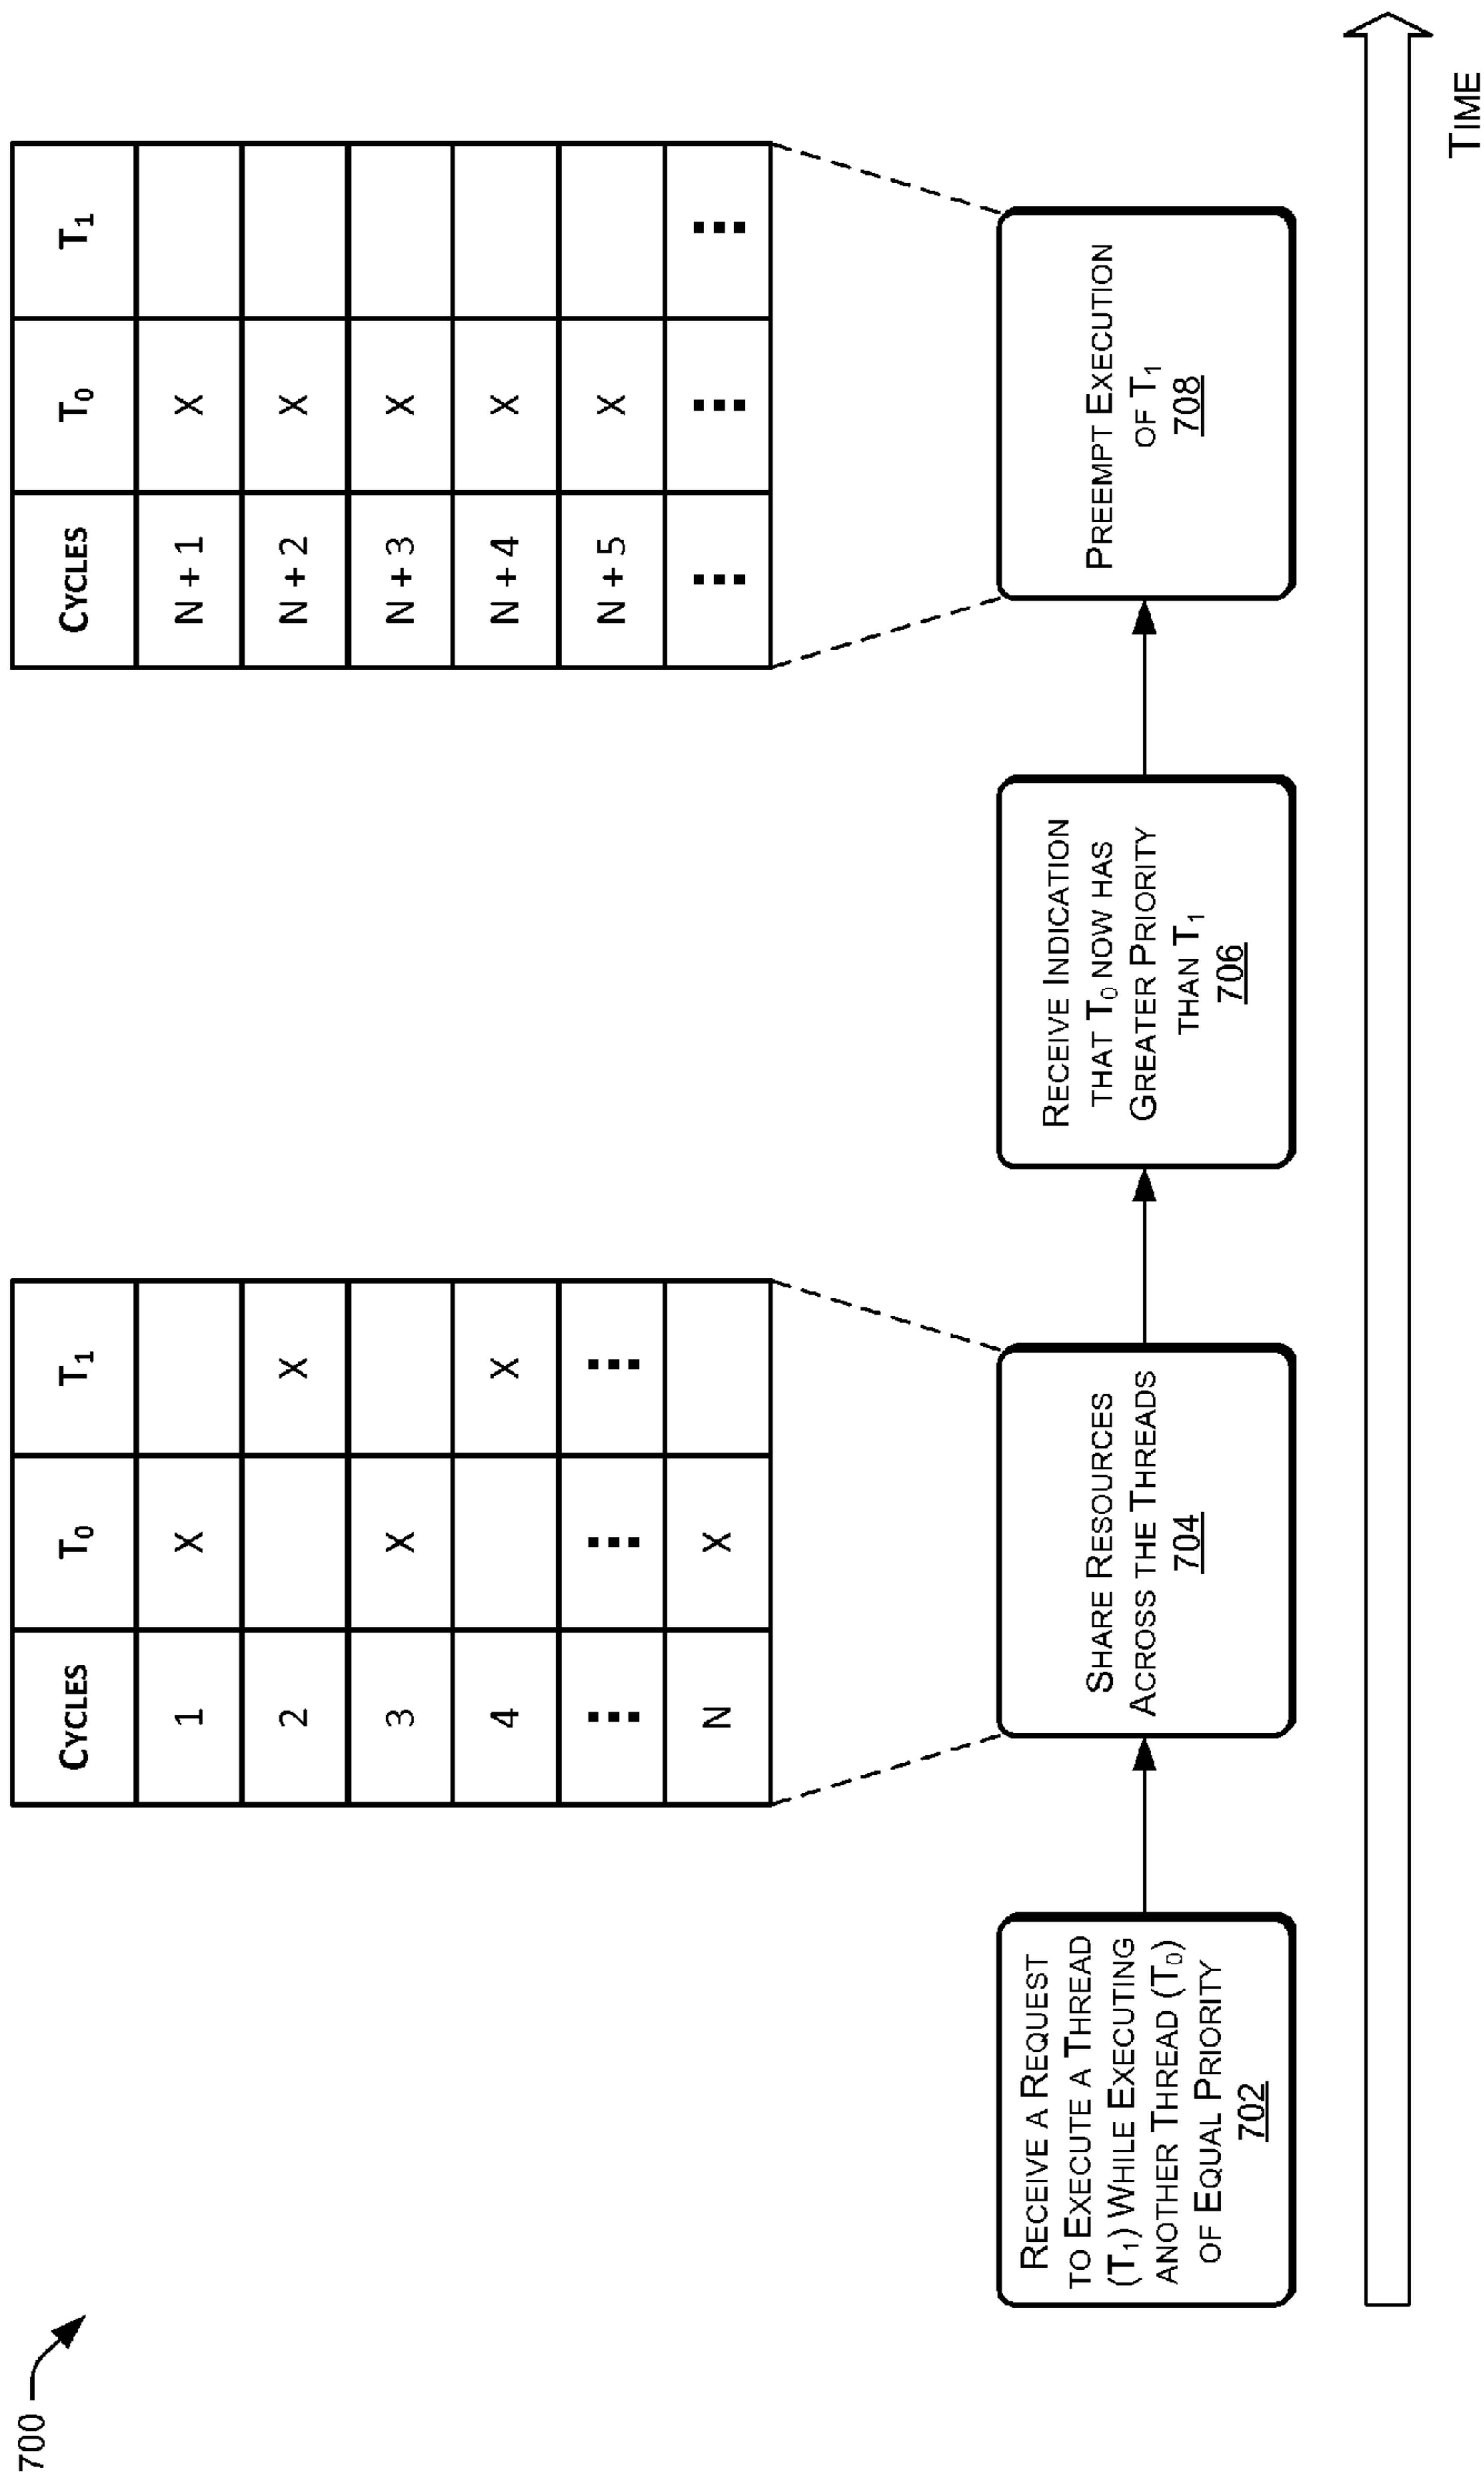 700
CYCLES T₀ T₁
1 X
2 X
3 X
4 X
⋮ ⋮ ⋮
N X
CYCLES T₀ T₁
N + 1 X
N + 2 X
N + 3 X
N + 4 X
N + 5 X
⋮ ⋮ ⋮
RECEIVE A REQUEST
TO EXECUTE A THREAD
(T₁) WHILE EXECUTING
ANOTHER THREAD (T₀)
OF EQUAL PRIORITY
702
SHARE RESOURCES
ACROSS THE THREADS
704
RECEIVE INDICATION
THAT T₀ NOW HAS
GREATER PRIORITY
THAN T₁
706
PREEMPT EXECUTION
OF T₁
708
TIME